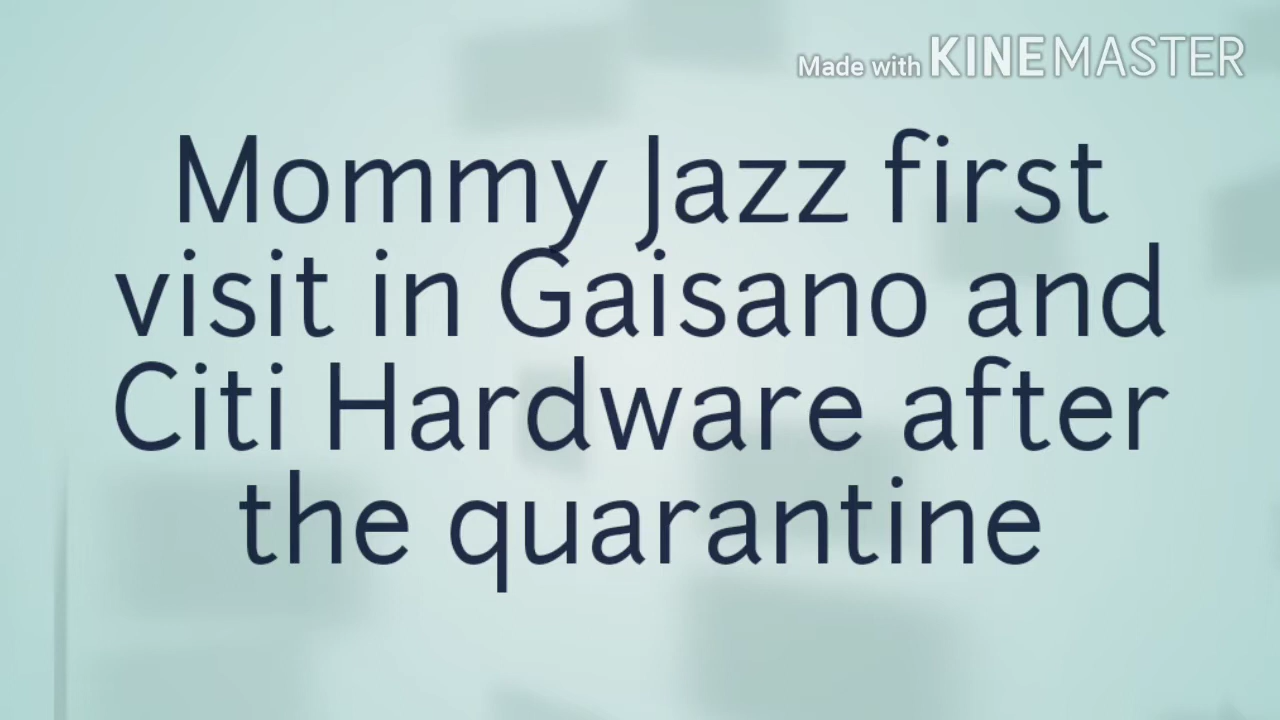 Made with KINEMASTER
Mommy Jazz first
visit in Gaisano and
Citi Hardware after
the quarantine